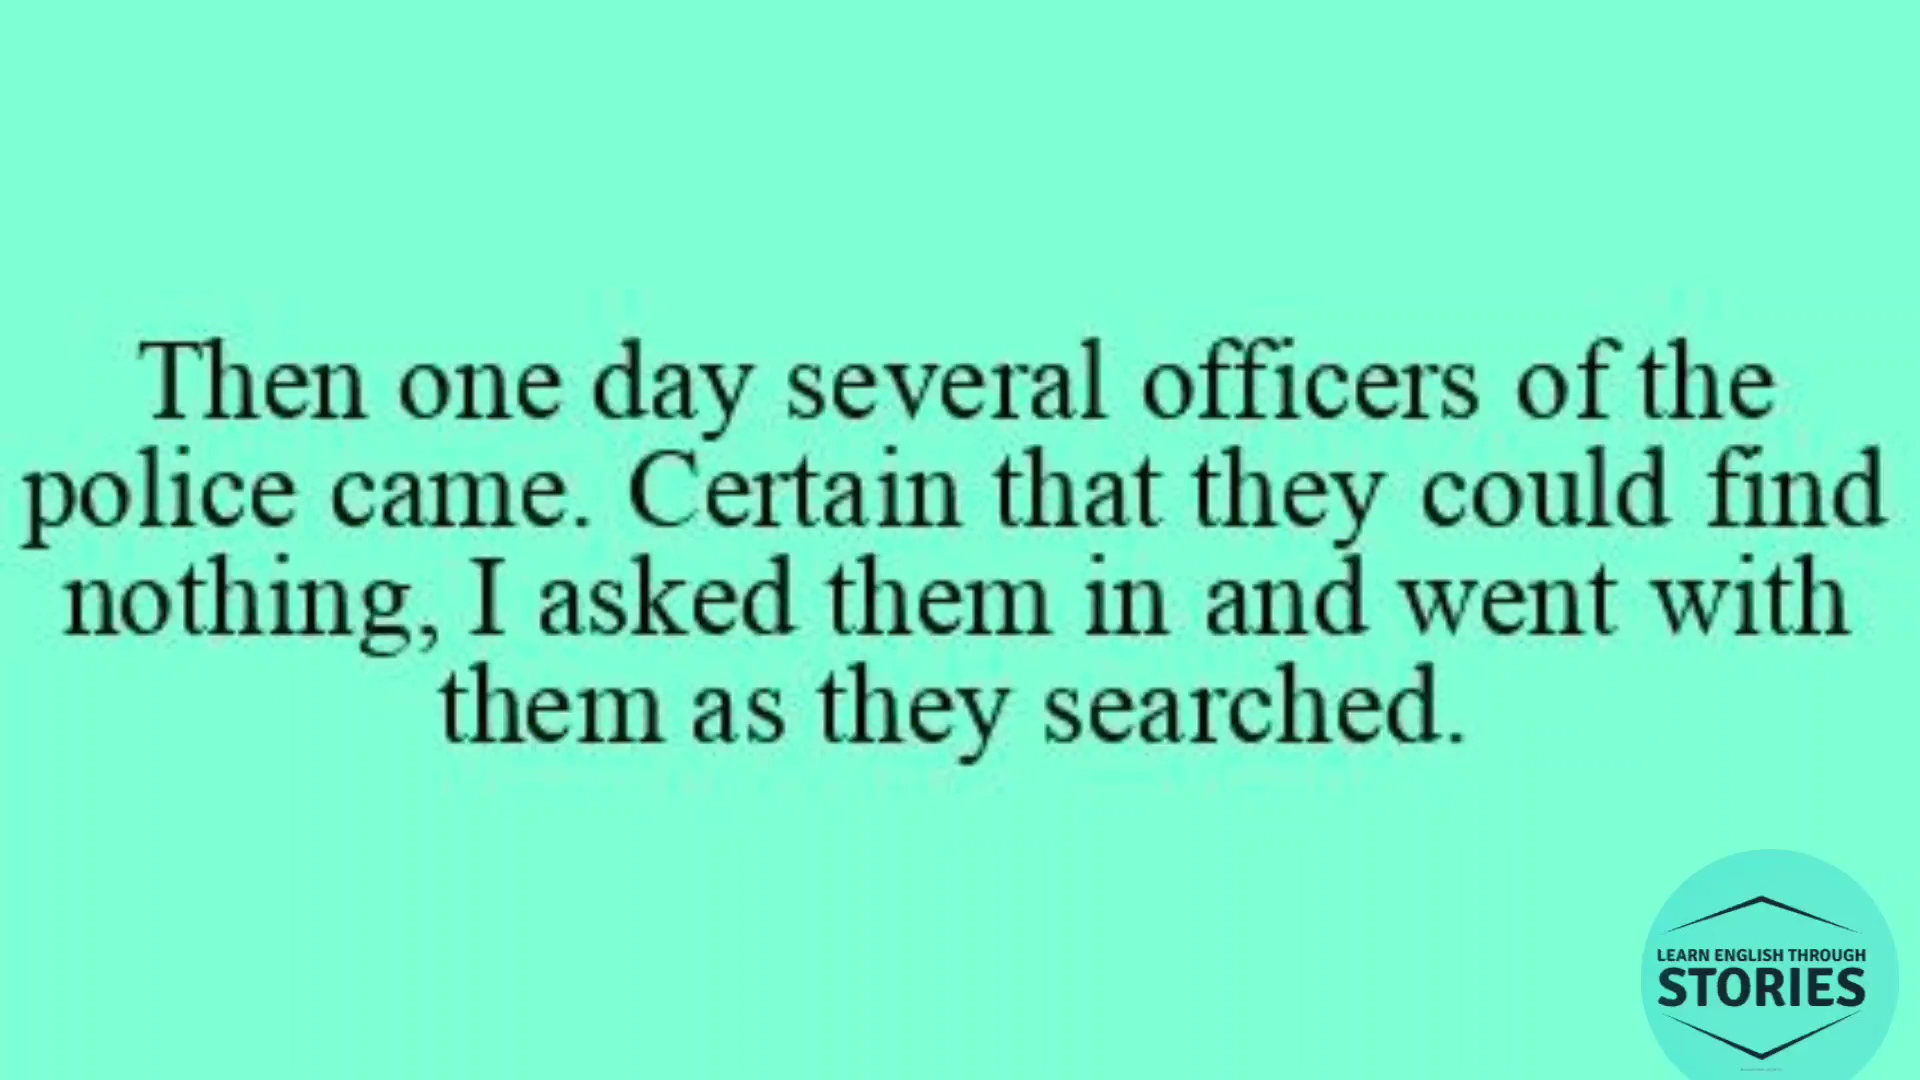 Then one day several officers of the
police came. Certain that they could find
nothing, I asked them in and went with
them as they searched.
LEARN ENGLISH THROUGH
STORIES